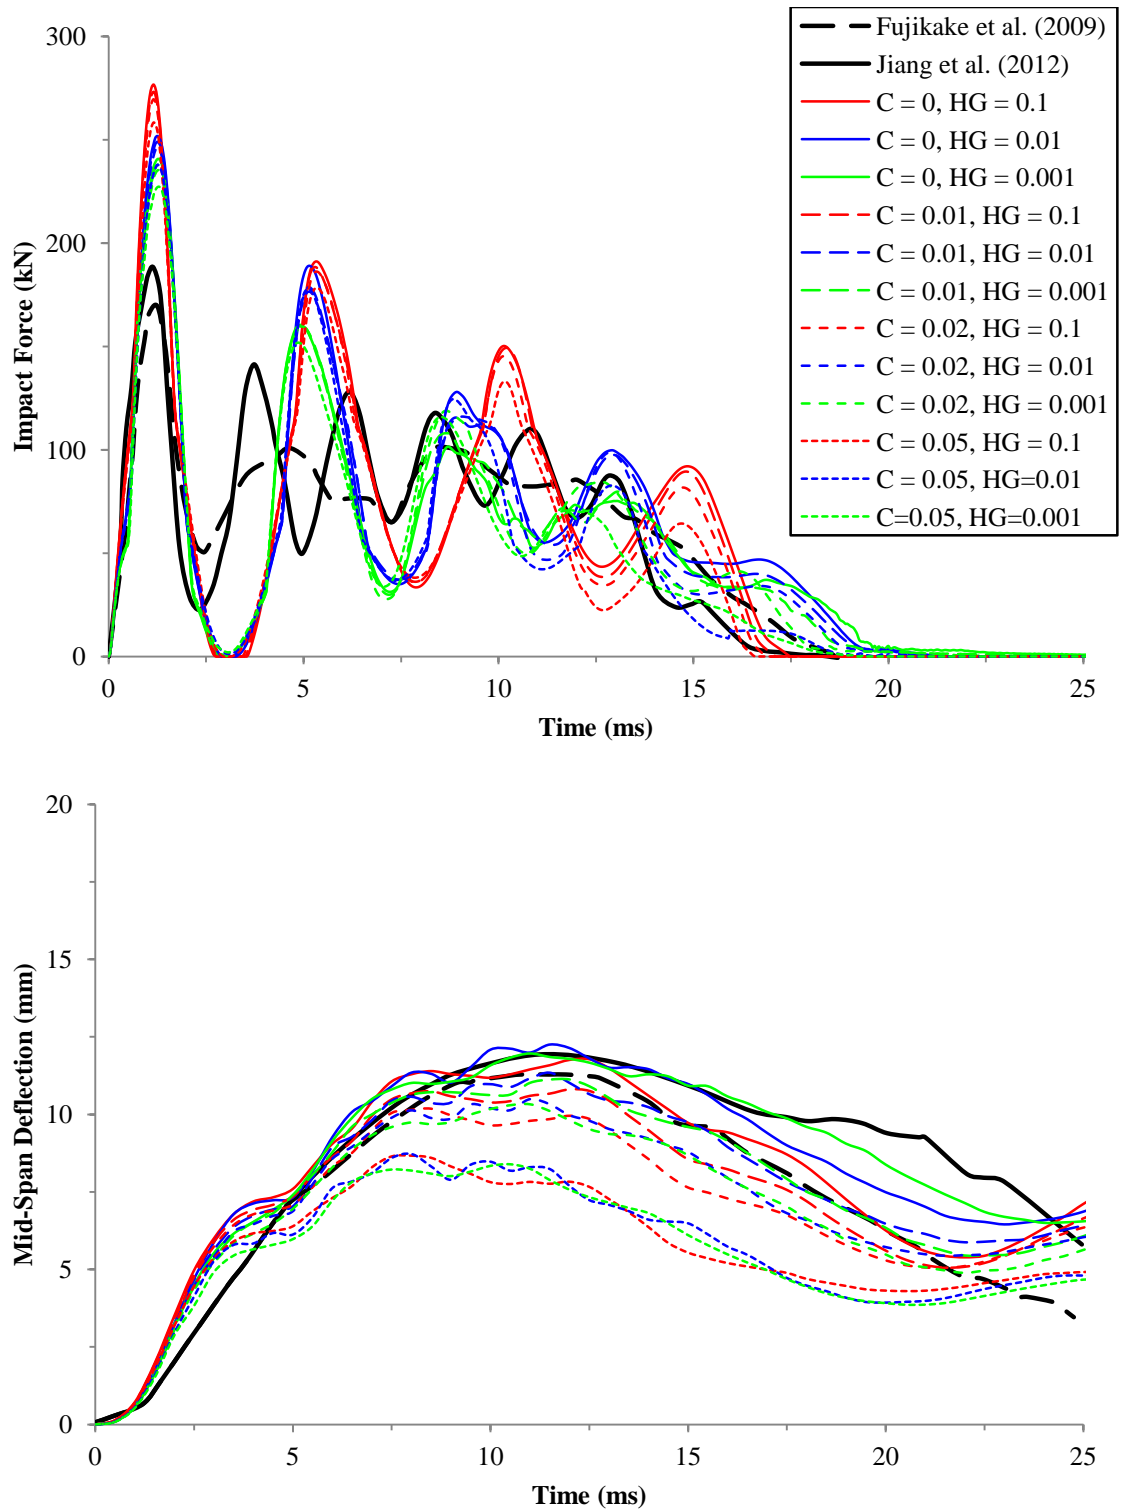 Fujikake et al. (2009)
Jiang et al. (2012)
C = 0, HG = 0.1
C = 0, HG = 0.01
C = 0, HG = 0.001
C = 0.01, HG = 0.1
C = 0.01, HG = 0.01
C = 0.01, HG = 0.001
C = 0.02, HG = 0.1
C = 0.02, HG = 0.01
C = 0.02, HG = 0.001
C = 0.05, HG = 0.1
C = 0.05, HG=0.01
C=0.05, HG=0.001
Impact Force (kN)
300
200
100
0
0 5 10 15 20 25
Time (ms)
Mid-Span Deflection (mm)
20
15
10
5
0
0 5 10 15 20 25
Time (ms)